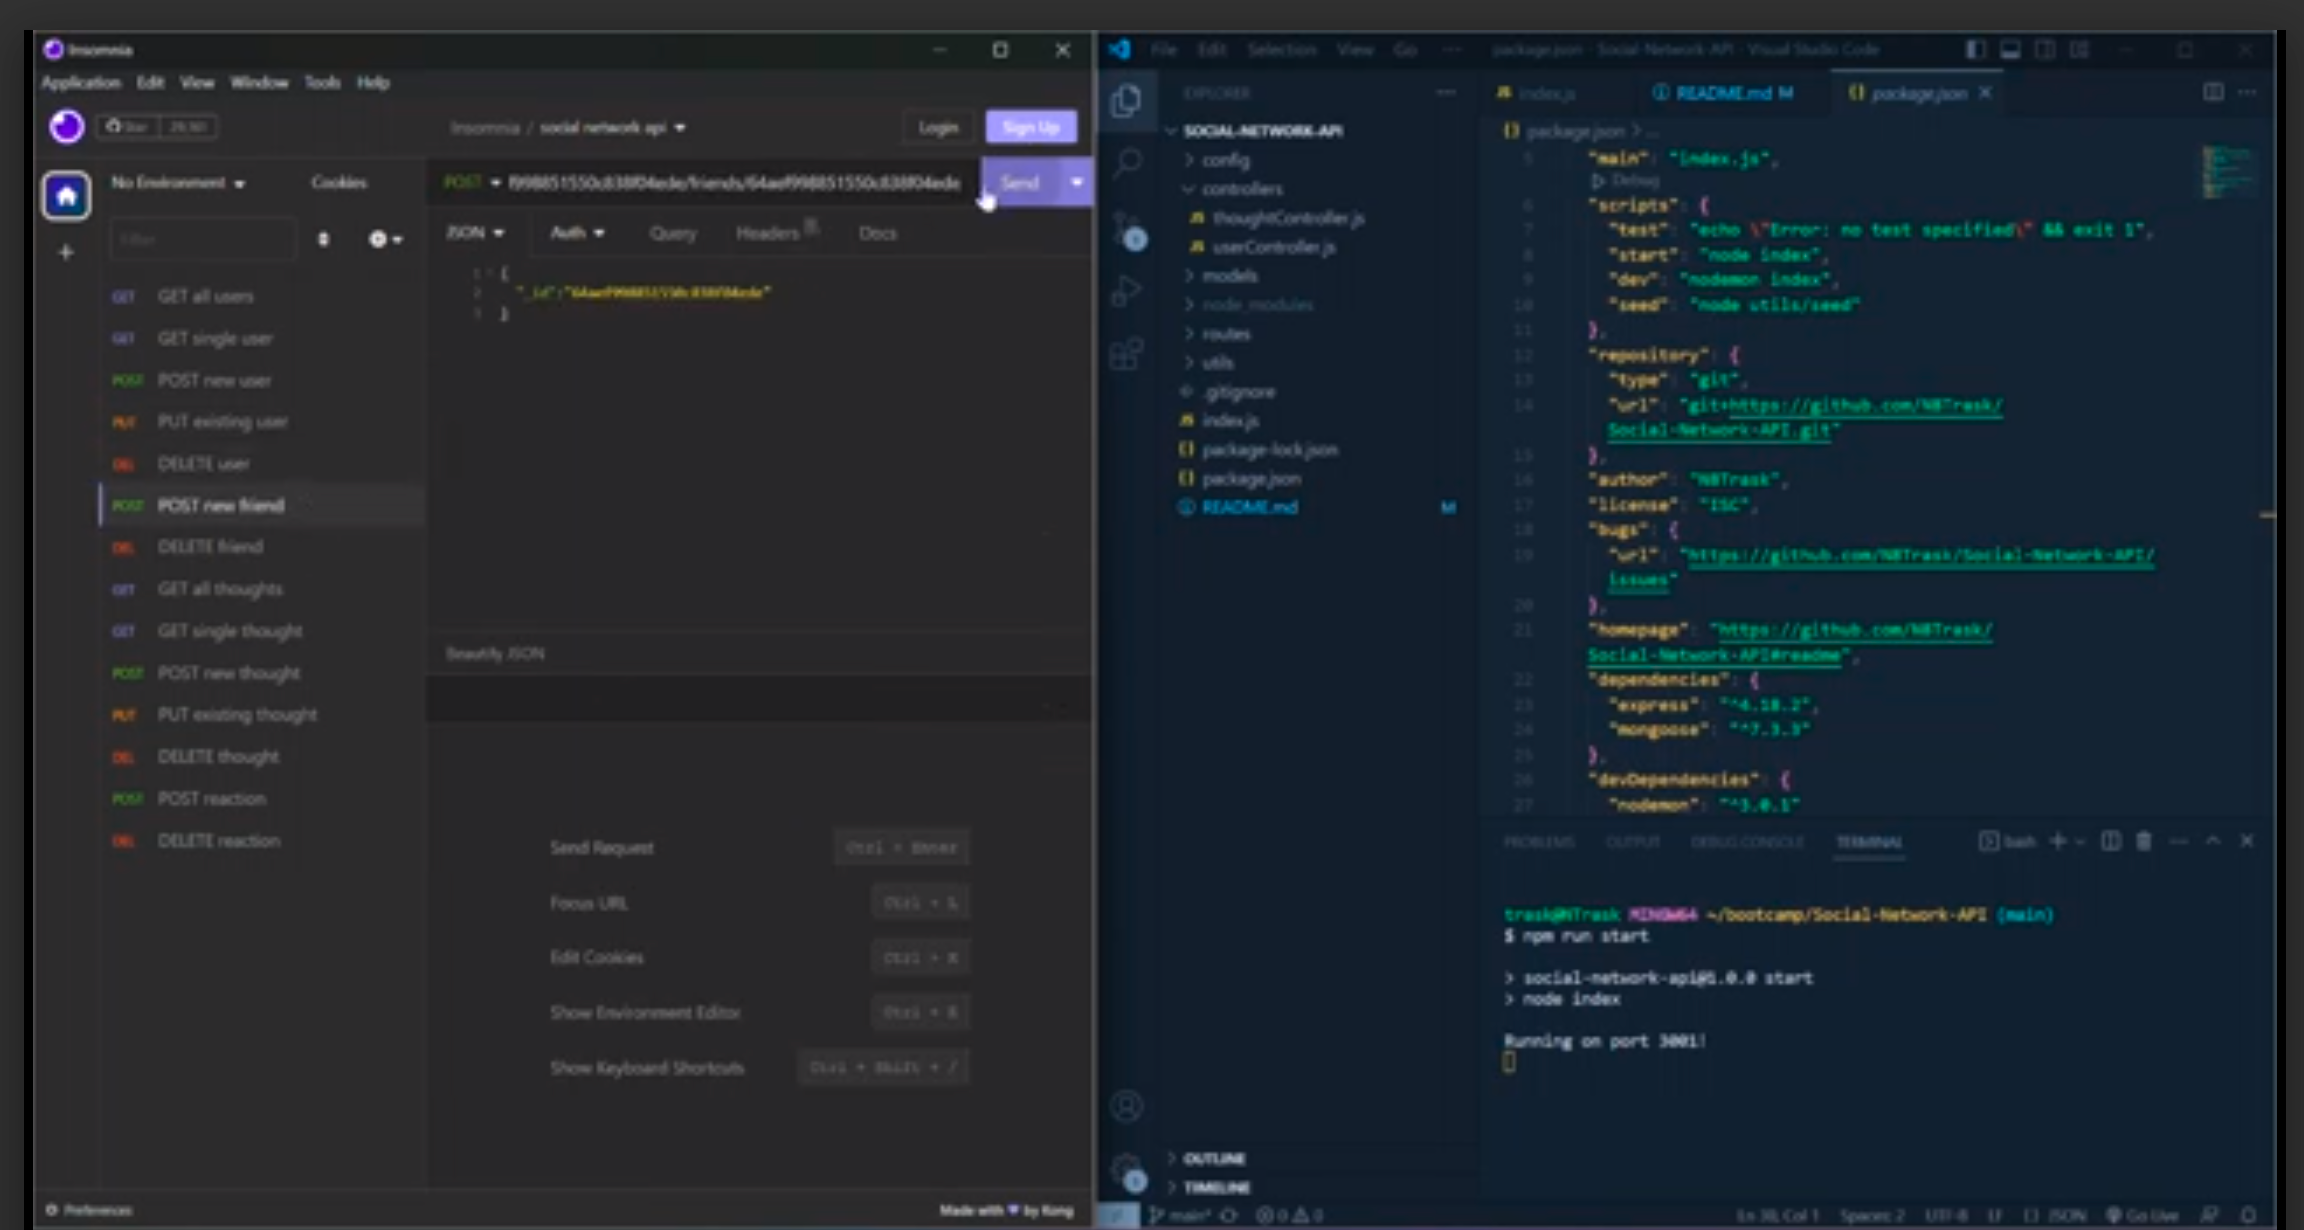 Insomnia
Application Edit View Window Tools Help
Star
Insomnia / social network api
Login
Sign Up
No Environment
Cookies
POST
f998851550c838f04ede/friends/64aef998851550c838f04ede
Send
Filter
JSON Auth Query Headers Docs
1 {
2 "_id":"64aef998851550c838f04ede"
3 }
GET GET all users
GET GET single user
POST POST new user
PUT PUT existing user
DEL DELETE user
POST POST new friend
DEL DELETE friend
GET GET all thoughts
GET GET single thought
POST POST new thought
PUT PUT existing thought
DEL DELETE thought
POST POST reaction
DEL DELETE reaction
Beautify JSON
Send Request Ctrl + Enter
Focus URL Ctrl + L
Edit Cookies Ctrl + K
Show Environment Editor Ctrl + E
Show Keyboard Shortcuts Ctrl + Shift + /
Preferences
Made with by Kong
File Edit Selection View Go ...
package.json - Social-Network-API - Visual Studio Code
EXPLORER
SOCIAL-NETWORK-API
config
controllers
JS thoughtController.js
JS userController.js
models
node_modules
routes
utils
.gitignore
JS index.js
{} package-lock.json
{} package.json
README.md M
OUTLINE
TIMELINE
JS index.js
README.md M
{} package.json
{} package.json > ...
5 "main": "index.js",
Debug
6 "scripts": {
7 "test": "echo \"Error: no test specified\" && exit 1",
8 "start": "node index",
9 "dev": "nodemon index",
10 "seed": "node utils/seed"
11 },
12 "repository": {
13 "type": "git",
14 "url": "git+https://github.com/N8Trask/
Social-Network-API.git"
15 },
16 "author": "N8Trask",
17 "license": "ISC",
18 "bugs": {
19 "url": "https://github.com/N8Trask/Social-Network-API/
issues"
20 },
21 "homepage": "https://github.com/N8Trask/
Social-Network-API#readme",
22 "dependencies": {
23 "express": "^4.18.2",
24 "mongoose": "^7.3.3"
25 },
26 "devDependencies": {
27 "nodemon": "^3.0.1"
PROBLEMS OUTPUT DEBUG CONSOLE TERMINAL
bash
trask@NTrask MINGW64 ~/bootcamp/Social-Network-API (main)
$ npm run start
> social-network-api@1.0.0 start
> node index
Running on port 3001!
main* 0 0
Ln 30, Col 1 Spaces: 2 UTF-8 LF {} JSON Go Live